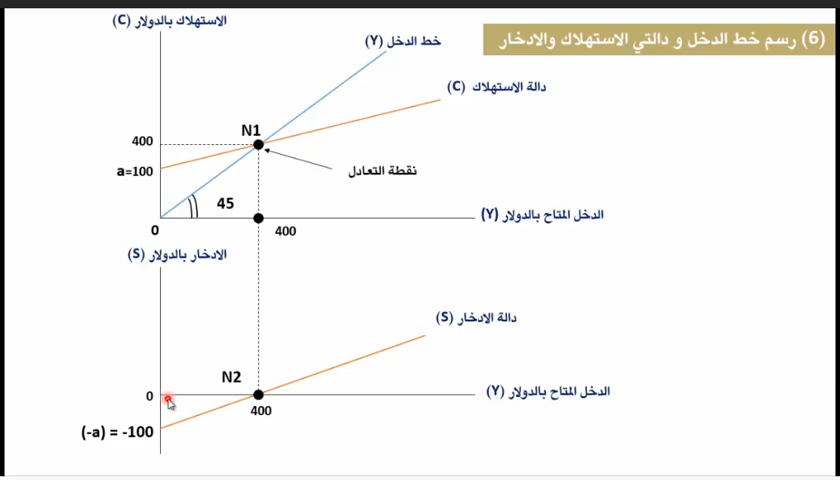 (6) رسم خط الدخل و دالتي الاستهلاك والادخار
الاستهلاك بالدولار (C)
خط الدخل (Y)
دالة الاستهلاك (C)
N1
400
a=100
نقطة التعادل
45
الدخل المتاح بالدولار (Y)
0
400
الادخار بالدولار (S)
دالة الادخار (S)
N2
0
الدخل المتاح بالدولار (Y)
400
(-a) = -100